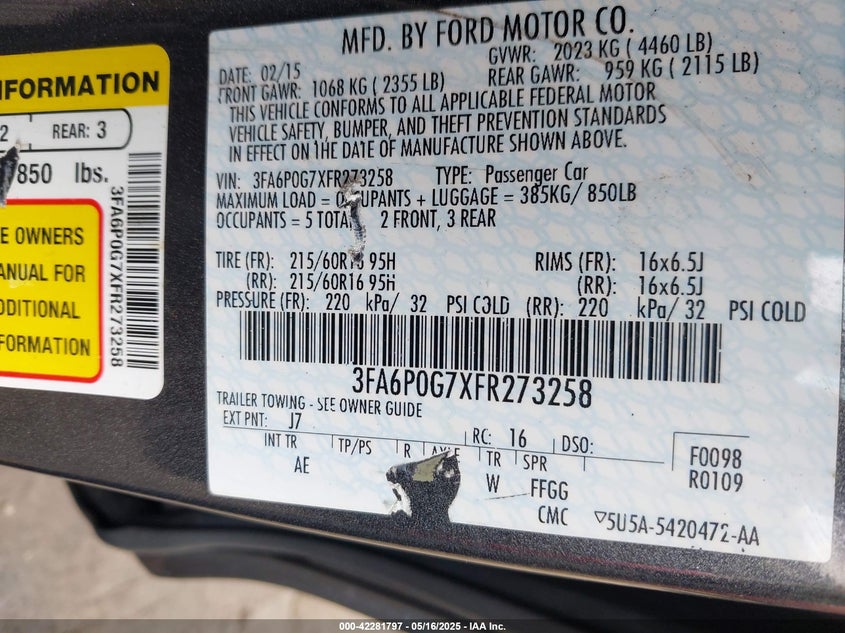 MFD. BY FORD MOTOR CO.
DATE: 02/15
GVWR: 2023 KG ( 4460 LB)
FRONT GAWR: 1068 KG ( 2355 LB)
REAR GAWR: 959 KG ( 2115 LB)
THIS VEHICLE CONFORMS TO ALL APPLICABLE FEDERAL MOTOR
VEHICLE SAFETY, BUMPER, AND THEFT PREVENTION STANDARDS
IN EFFECT ON THE DATE OF MANUFACTURE SHOWN ABOVE.
VIN: 3FA6P0G7XFR273258 TYPE: Passenger Car
MAXIMUM LOAD = OCCUPANTS + LUGGAGE = 385KG/ 850LB
OCCUPANTS = 5 TOTAL 2 FRONT, 3 REAR
TIRE (FR): 215/60R16 95H RIMS (FR): 16x6.5J
(RR): 215/60R16 95H (RR): 16x6.5J
PRESSURE (FR): 220 kPa/ 32 PSI COLD (RR): 220 kPa/ 32 PSI COLD
3FA6P0G7XFR273258
TRAILER TOWING - SEE OWNER GUIDE
EXT PNT: J7 RC: 16 DSO:
INT TR TP/PS R AXLE TR SPR
AE W FFGG
F0098
R0109
CMC ▽5U5A-5420472-AA
NFORMATION
2 REAR: 3
850 lbs.
E OWNERS
ANUAL FOR
DDITIONAL
FORMATION
3FA6P0G7XFR273258
000-42281797 - 05/16/2025 - IAA Inc.